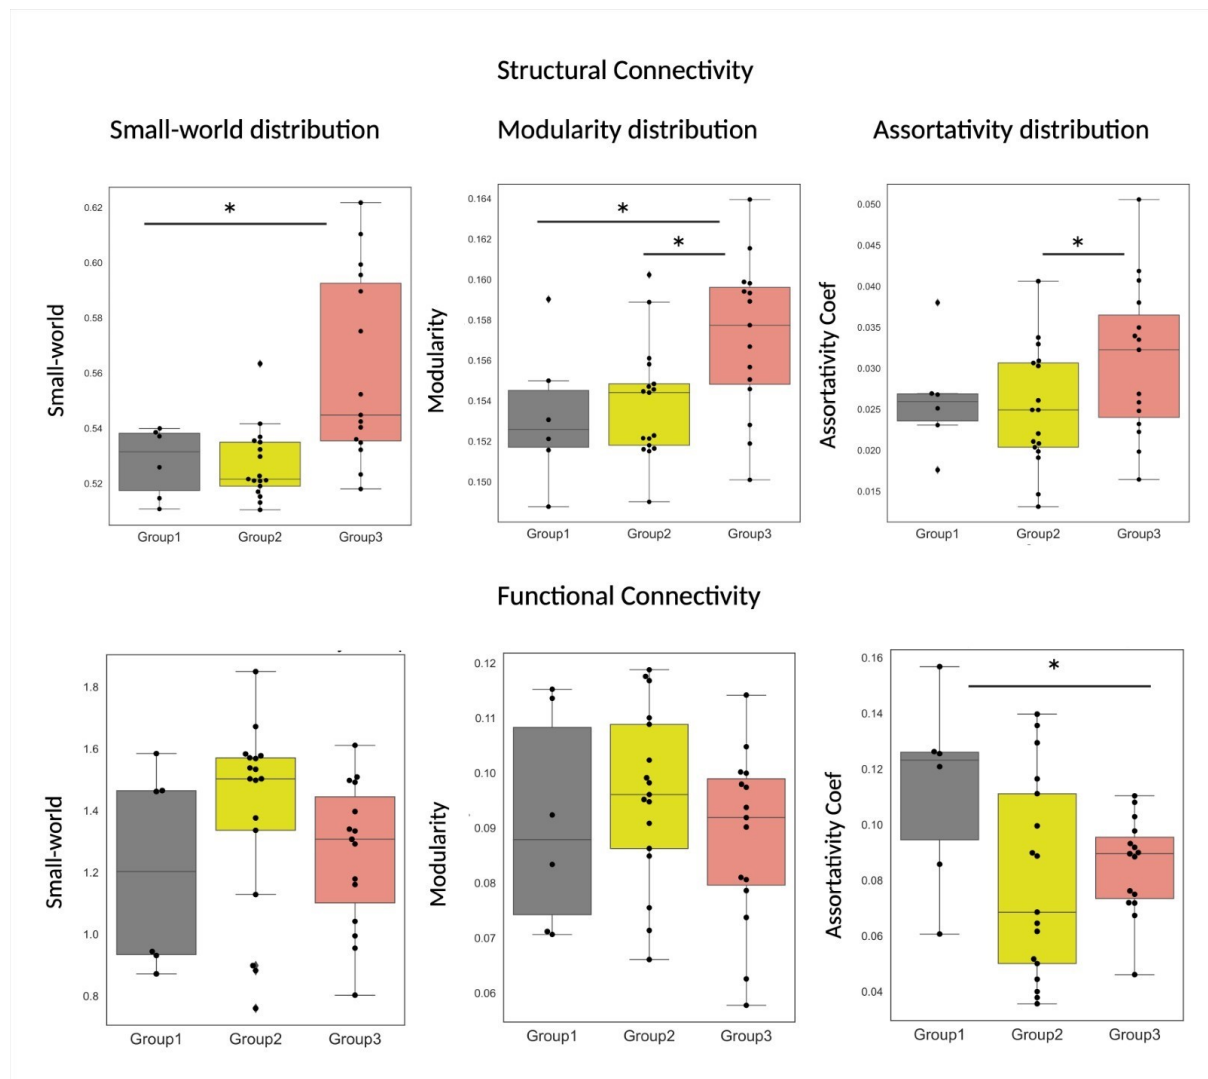 Structural Connectivity
Small-world distribution
Modularity distribution
Assortativity distribution
Small-world
0.62
0.60
0.58
0.56
0.54
0.52
*
Group1 Group2 Group3
Modularity
0.164
0.162
0.160
0.158
0.156
0.154
0.152
0.150
*
*
Group1 Group2 Group3
Assortativity Coef
0.050
0.045
0.040
0.035
0.030
0.025
0.020
0.015
*
Group1 Group2 Group3
Functional Connectivity
Small-world
1.8
1.6
1.4
1.2
1.0
0.8
Group1 Group2 Group3
Modularity
0.12
0.11
0.10
0.09
0.08
0.07
0.06
Group1 Group2 Group3
Assortativity Coef
0.16
0.14
0.12
0.10
0.08
0.06
0.04
*
Group1 Group2 Group3